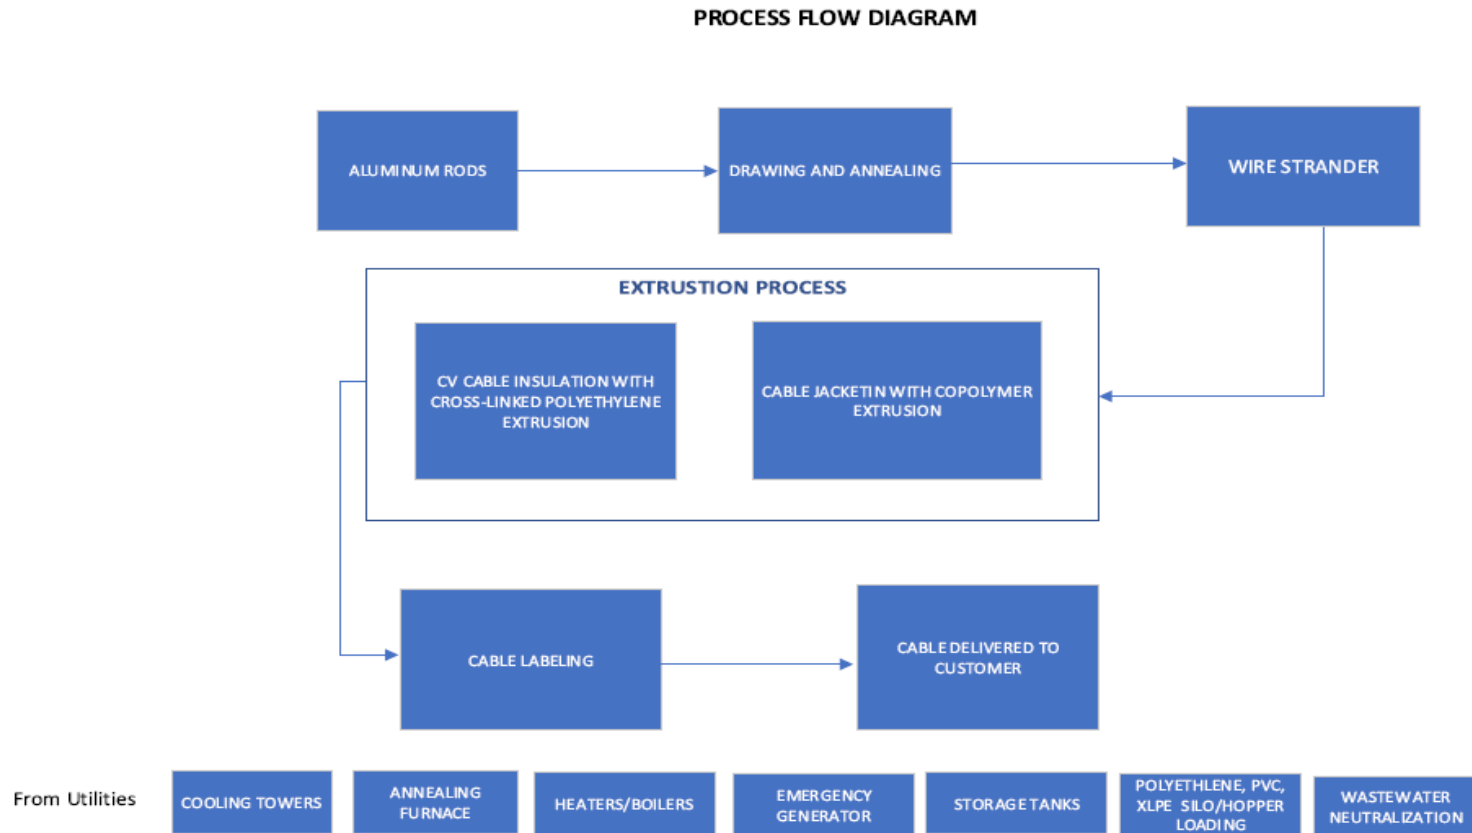 PROCESS FLOW DIAGRAM
ALUMINUM RODS
DRAWING AND ANNEALING
WIRE STRANDER
EXTRUSTION PROCESS
CV CABLE INSULATION WITH
CROSS-LINKED POLYETHYLENE
EXTRUSION
CABLE JACKETIN WITH COPOLYMER
EXTRUSION
CABLE LABELING
CABLE DELIVERED TO
CUSTOMER
From Utilities
COOLING TOWERS
ANNEALING
FURNACE
HEATERS/BOILERS
EMERGENCY
GENERATOR
STORAGE TANKS
POLYETHLENE, PVC,
XLPE SILO/HOPPER
LOADING
WASTEWATER
NEUTRALIZATION